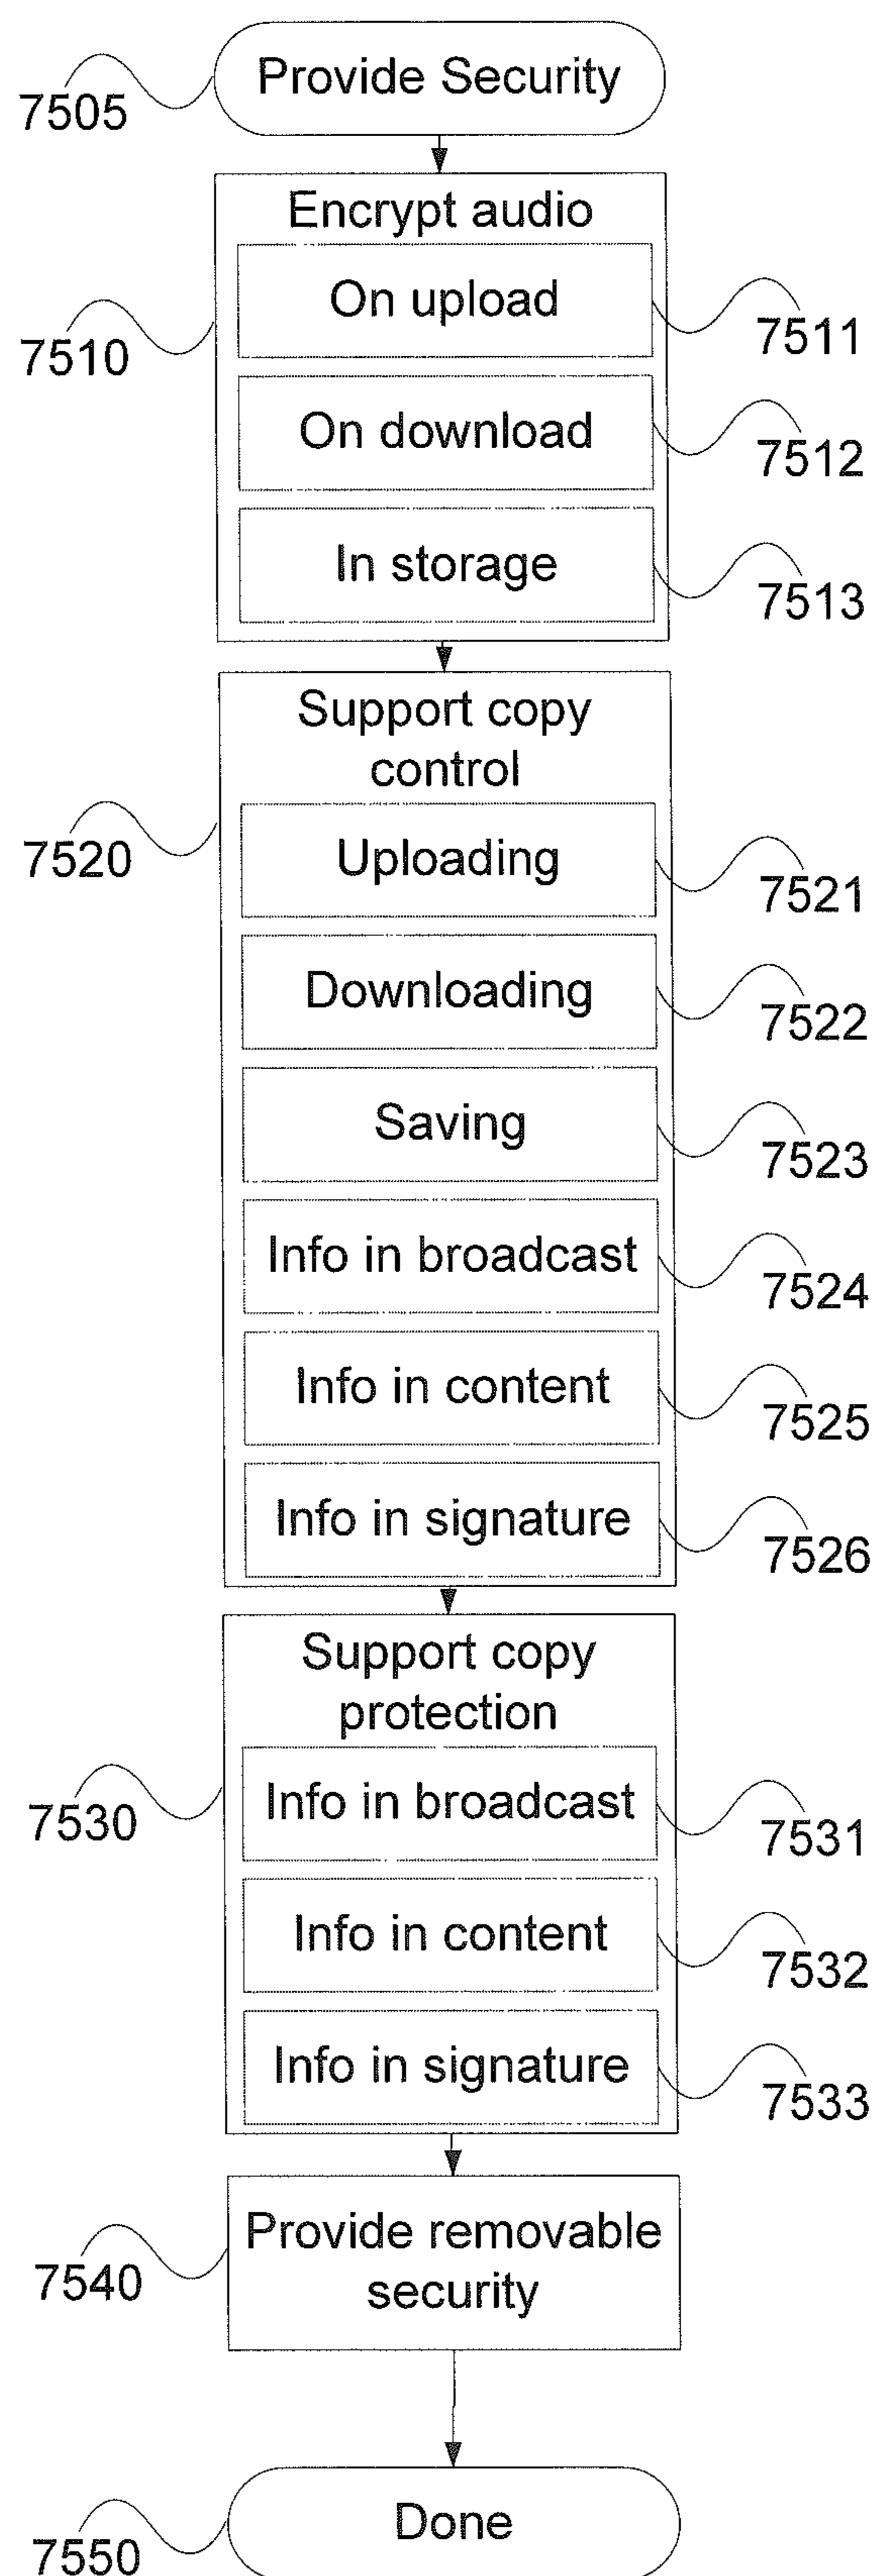 Provide Security
7505
Encrypt audio
On upload
7511
7510
On download
7512
In storage
7513
Support copy
control
Uploading
7521
7520
Downloading
7522
Saving
7523
Info in broadcast
7524
Info in content
7525
Info in signature
7526
Support copy
protection
Info in broadcast
7531
7530
Info in content
7532
Info in signature
7533
Provide removable
security
7540
Done
7550